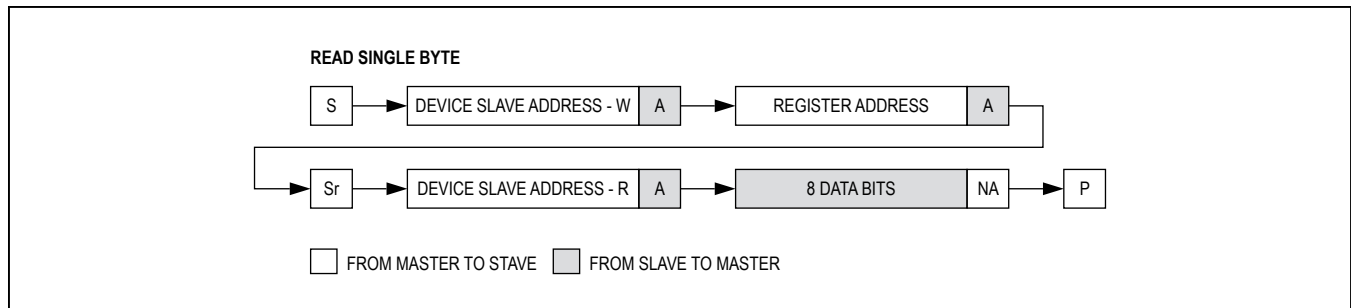 READ SINGLE BYTE
S DEVICE SLAVE ADDRESS - W A REGISTER ADDRESS A
Sr DEVICE SLAVE ADDRESS - R A 8 DATA BITS NA P
FROM MASTER TO STAVE FROM SLAVE TO MASTER